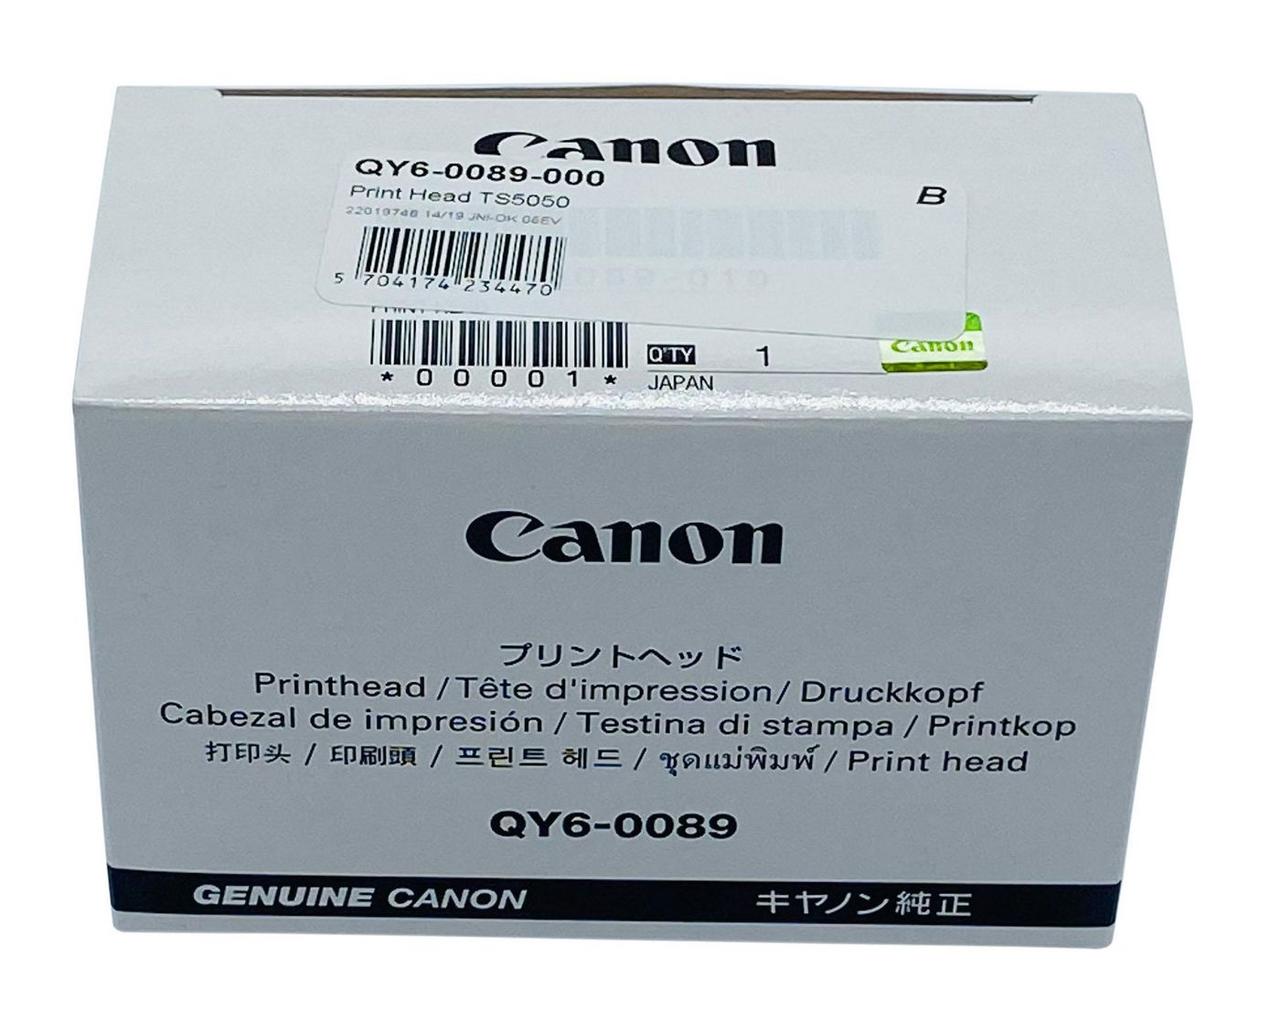 Canon
QY6-0089-000
Print Head TS5050
B
5 704174 234470
*00001*
Q'TY 1
JAPAN
Canon
Canon
プリントヘッド
Printhead / Tête d'impression / Druckkopf
Cabezal de impresión / Testina di stampa / Printkop
打印头 / 印刷頭 / 프린트 헤드 / ชุดแม่พิมพ์ / Print head
QY6-0089
GENUINE CANON
キヤノン純正